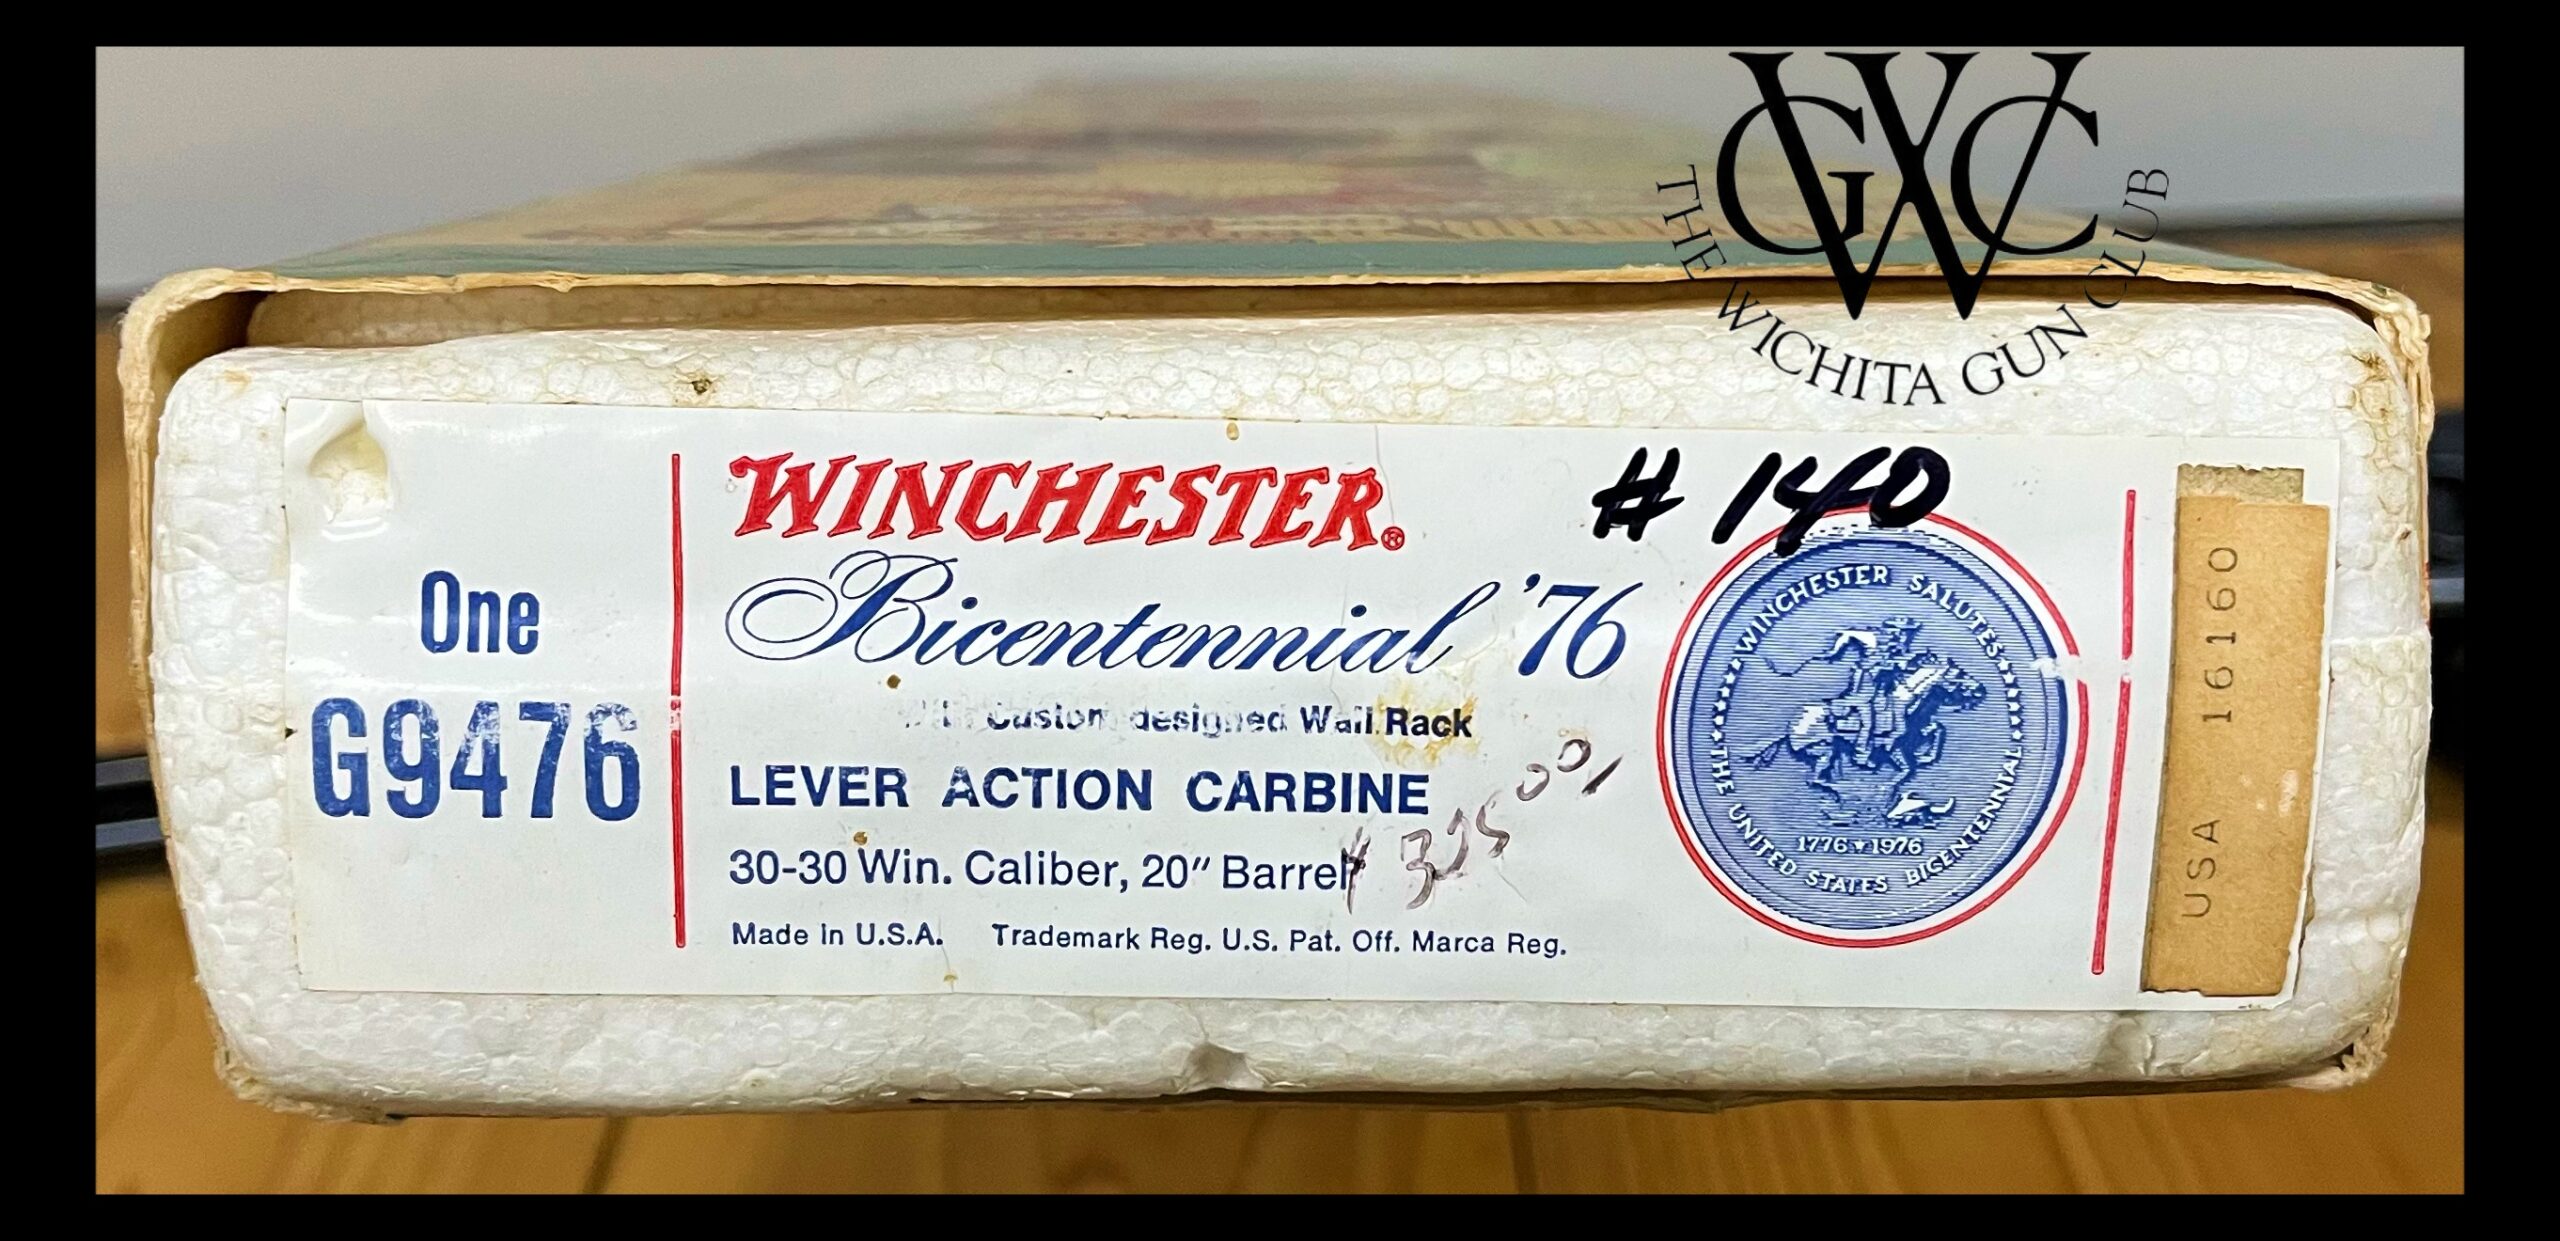 GWC
THE WICHITA GUN CLUB
# 140
One
G9476
WINCHESTER®
Bicentennial '76
Custom designed Wall Rack
LEVER ACTION CARBINE
30-30 Win. Caliber, 20" Barrel
Made in U.S.A. Trademark Reg. U.S. Pat. Off. Marca Reg.
WINCHESTER SALUTES
THE UNITED STATES BICENTENNIAL
1776 ★ 1976
USA 16160